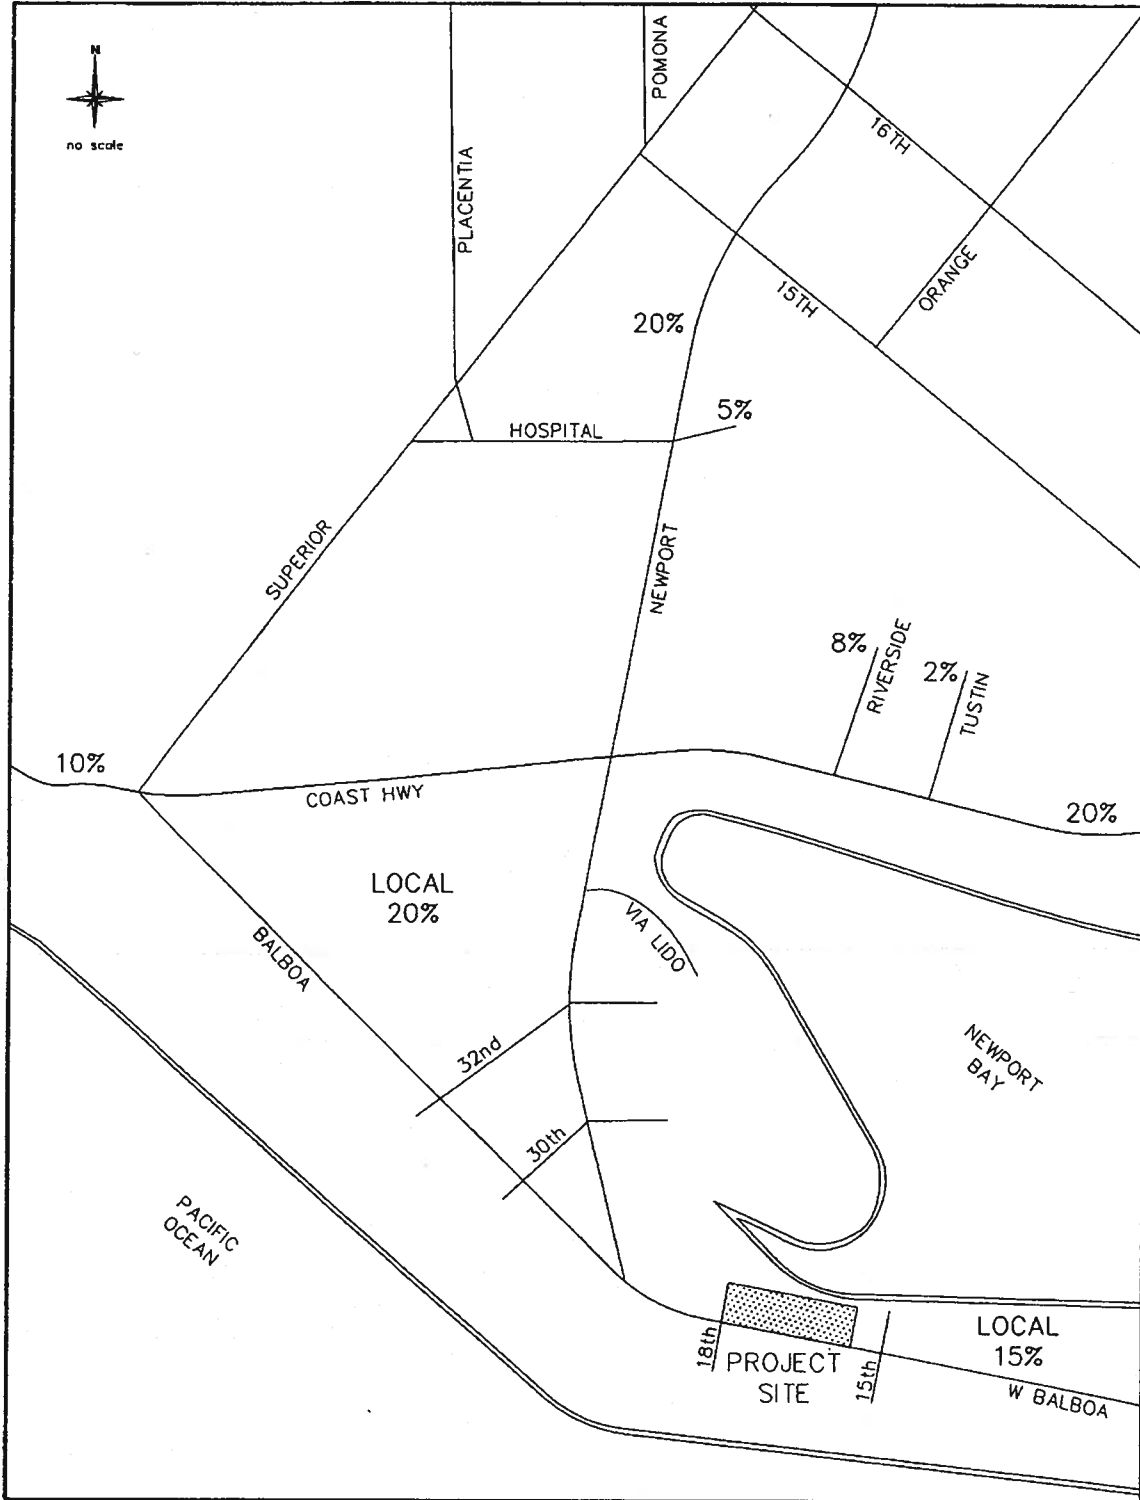 N
no scale
POMONA
PLACENTIA
16TH
15TH
ORANGE
20%
5%
HOSPITAL
SUPERIOR
NEWPORT
8%
RIVERSIDE
2%
TUSTIN
10%
COAST HWY
20%
LOCAL
20%
BALBOA
VIA LIDO
32nd
30th
NEWPORT
BAY
PACIFIC
OCEAN
18th
PROJECT
SITE
15th
LOCAL
15%
W BALBOA